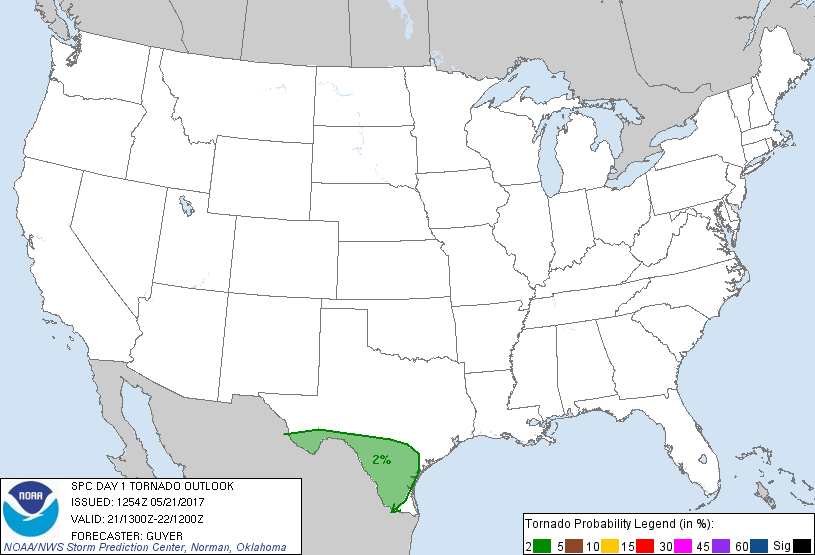 2%
NOAA
SPC DAY 1 TORNADO OUTLOOK
ISSUED: 1254Z 05/21/2017
VALID: 21/1300Z-22/1200Z
FORECASTER: GUYER
NOAA/NWS Storm Prediction Center, Norman, Oklahoma
Tornado Probability Legend (in %):
2 5 10 15 30 45 60 Sig